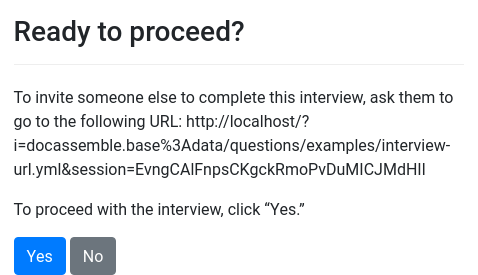 Ready to proceed?
To invite someone else to complete this interview, ask them to
go to the following URL: http://localhost/?
i=docassemble.base%3Adata/questions/examples/interview-
url.yml&session=EvngCAlFnpsCKgckRmoPvDuMICJMdHIl
To proceed with the interview, click “Yes.”
Yes
No